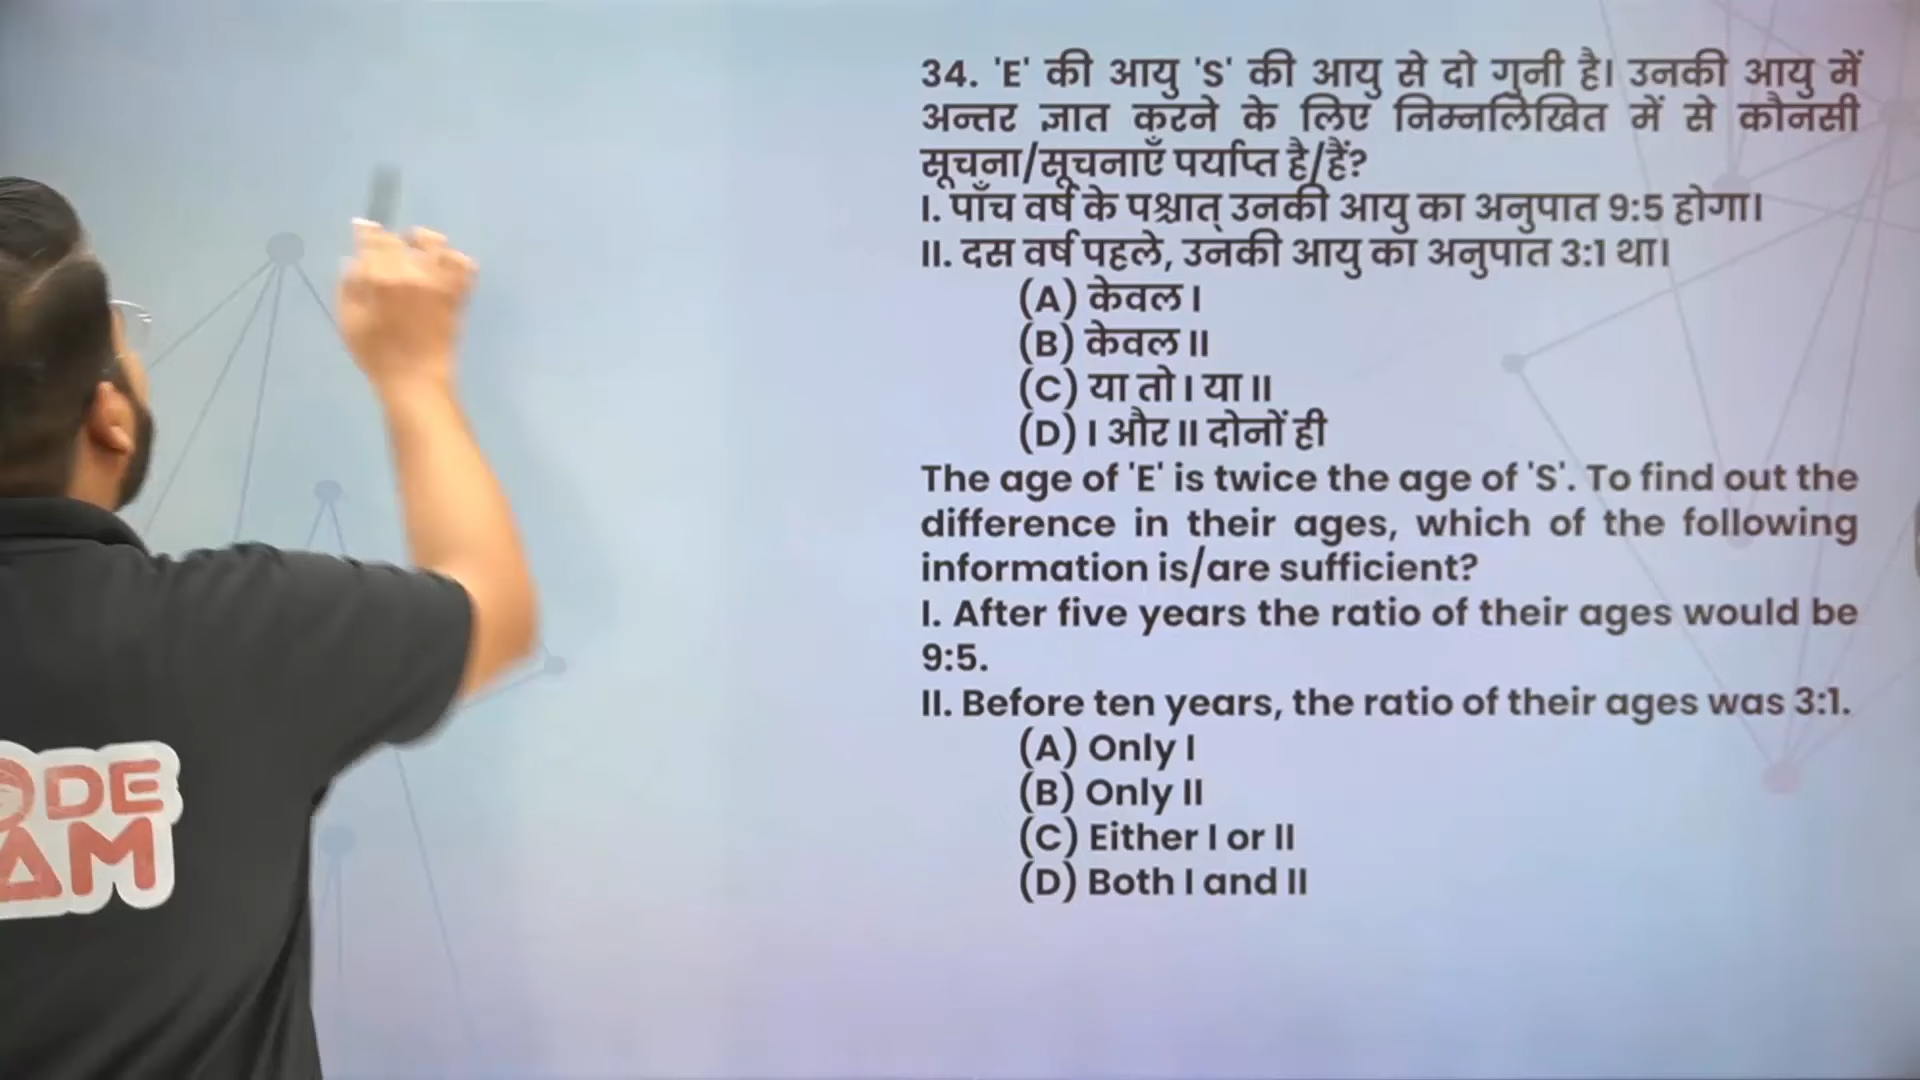 34. 'E' की आयु 'S' की आयु से दो गुनी है। उनकी आयु में
अन्तर ज्ञात करने के लिए निम्नलिखित में से कौनसी
सूचना/सूचनाएँ पर्याप्त है/हैं?
I. पाँच वर्ष के पश्चात् उनकी आयु का अनुपात 9:5 होगा।
II. दस वर्ष पहले, उनकी आयु का अनुपात 3:1 था।
(A) केवल I
(B) केवल II
(C) या तो I या II
(D) I और II दोनों ही
The age of 'E' is twice the age of 'S'. To find out the
difference in their ages, which of the following
information is/are sufficient?
I. After five years the ratio of their ages would be
9:5.
II. Before ten years, the ratio of their ages was 3:1.
(A) Only I
(B) Only II
(C) Either I or II
(D) Both I and II
DE
AM